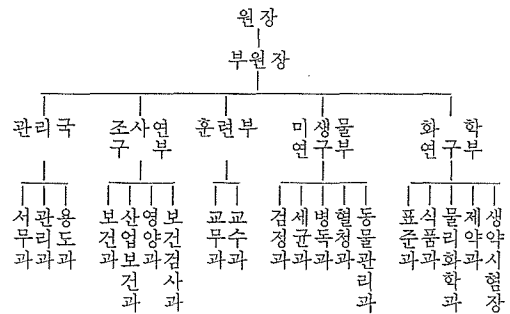 원장
부원장
관리국
조사연구부
훈련부
미생물연구부
화학연구부
서무과
관리과
용도과
보건과
산업보건과
영양과
보건검사과
교무과
교수과
검정과
세균과
병독과
혈청과
동물관리과
표준과
식품과
물리화학과
제약과
생약시험장